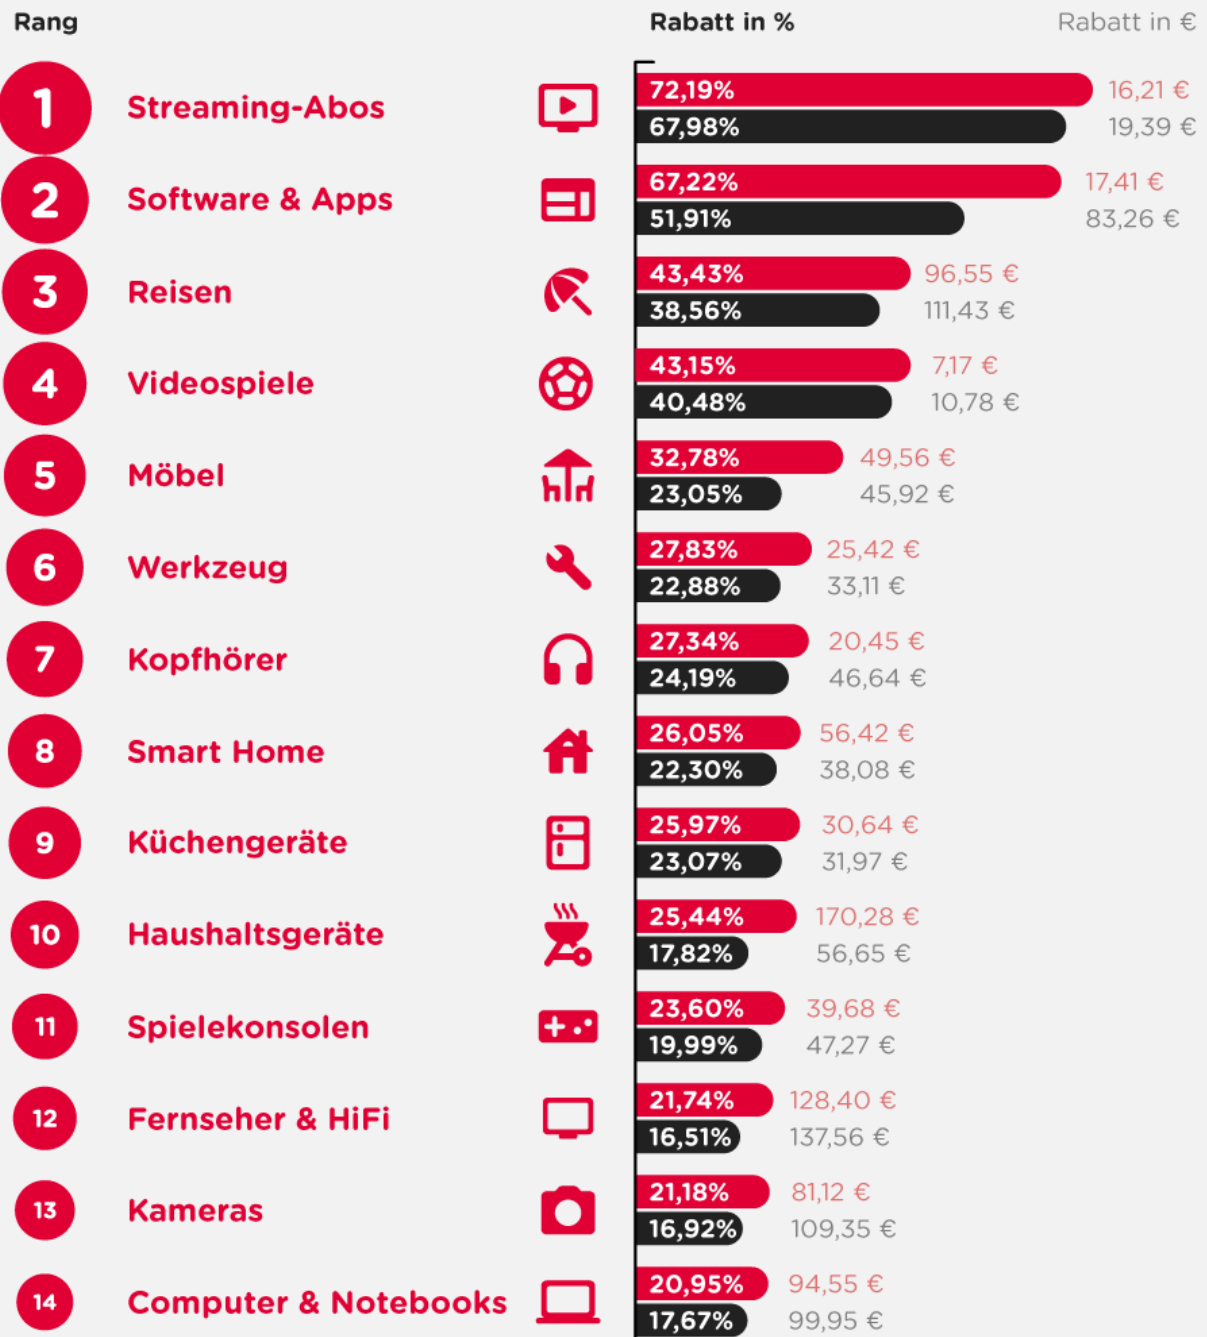 Rang Rabatt in % Rabatt in €
1 Streaming-Abos 72,19% 16,21 €
67,98% 19,39 €
2 Software & Apps 67,22% 17,41 €
51,91% 83,26 €
3 Reisen 43,43% 96,55 €
38,56% 111,43 €
4 Videospiele 43,15% 7,17 €
40,48% 10,78 €
5 Möbel 32,78% 49,56 €
23,05% 45,92 €
6 Werkzeug 27,83% 25,42 €
22,88% 33,11 €
7 Kopfhörer 27,34% 20,45 €
24,19% 46,64 €
8 Smart Home 26,05% 56,42 €
22,30% 38,08 €
9 Küchengeräte 25,97% 30,64 €
23,07% 31,97 €
10 Haushaltsgeräte 25,44% 170,28 €
17,82% 56,65 €
11 Spielekonsolen 23,60% 39,68 €
19,99% 47,27 €
12 Fernseher & HiFi 21,74% 128,40 €
16,51% 137,56 €
13 Kameras 21,18% 81,12 €
16,92% 109,35 €
14 Computer & Notebooks 20,95% 94,55 €
17,67% 99,95 €